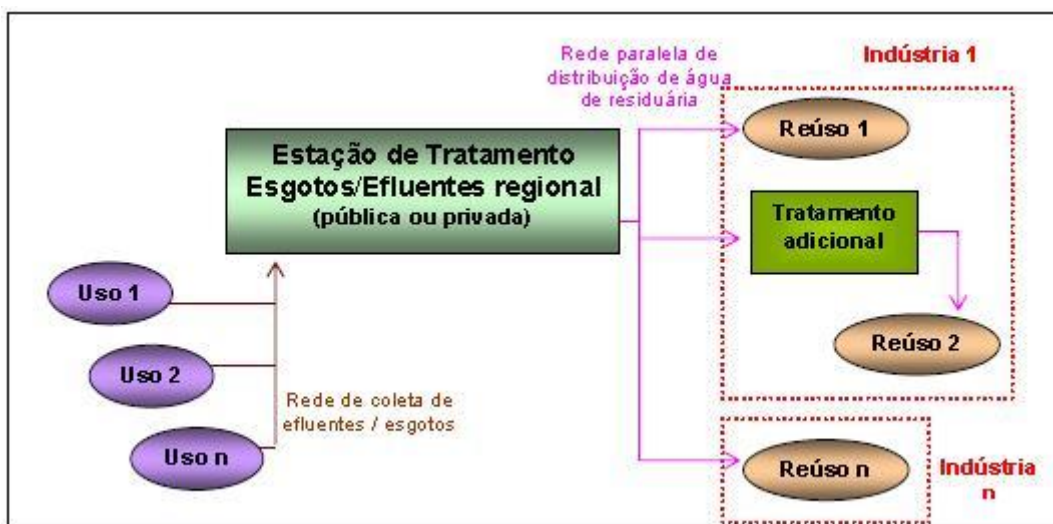 Rede paralela de
distribuição de água
de residuária
Indústria 1
Reúso 1
Estação de Tratamento
Esgotos/Efluentes regional
(pública ou privada)
Tratamento
adicional
Uso 1
Reúso 2
Uso 2
Rede de coleta de
efluentes / esgotos
Uso n
Reúso n
Indústria
n